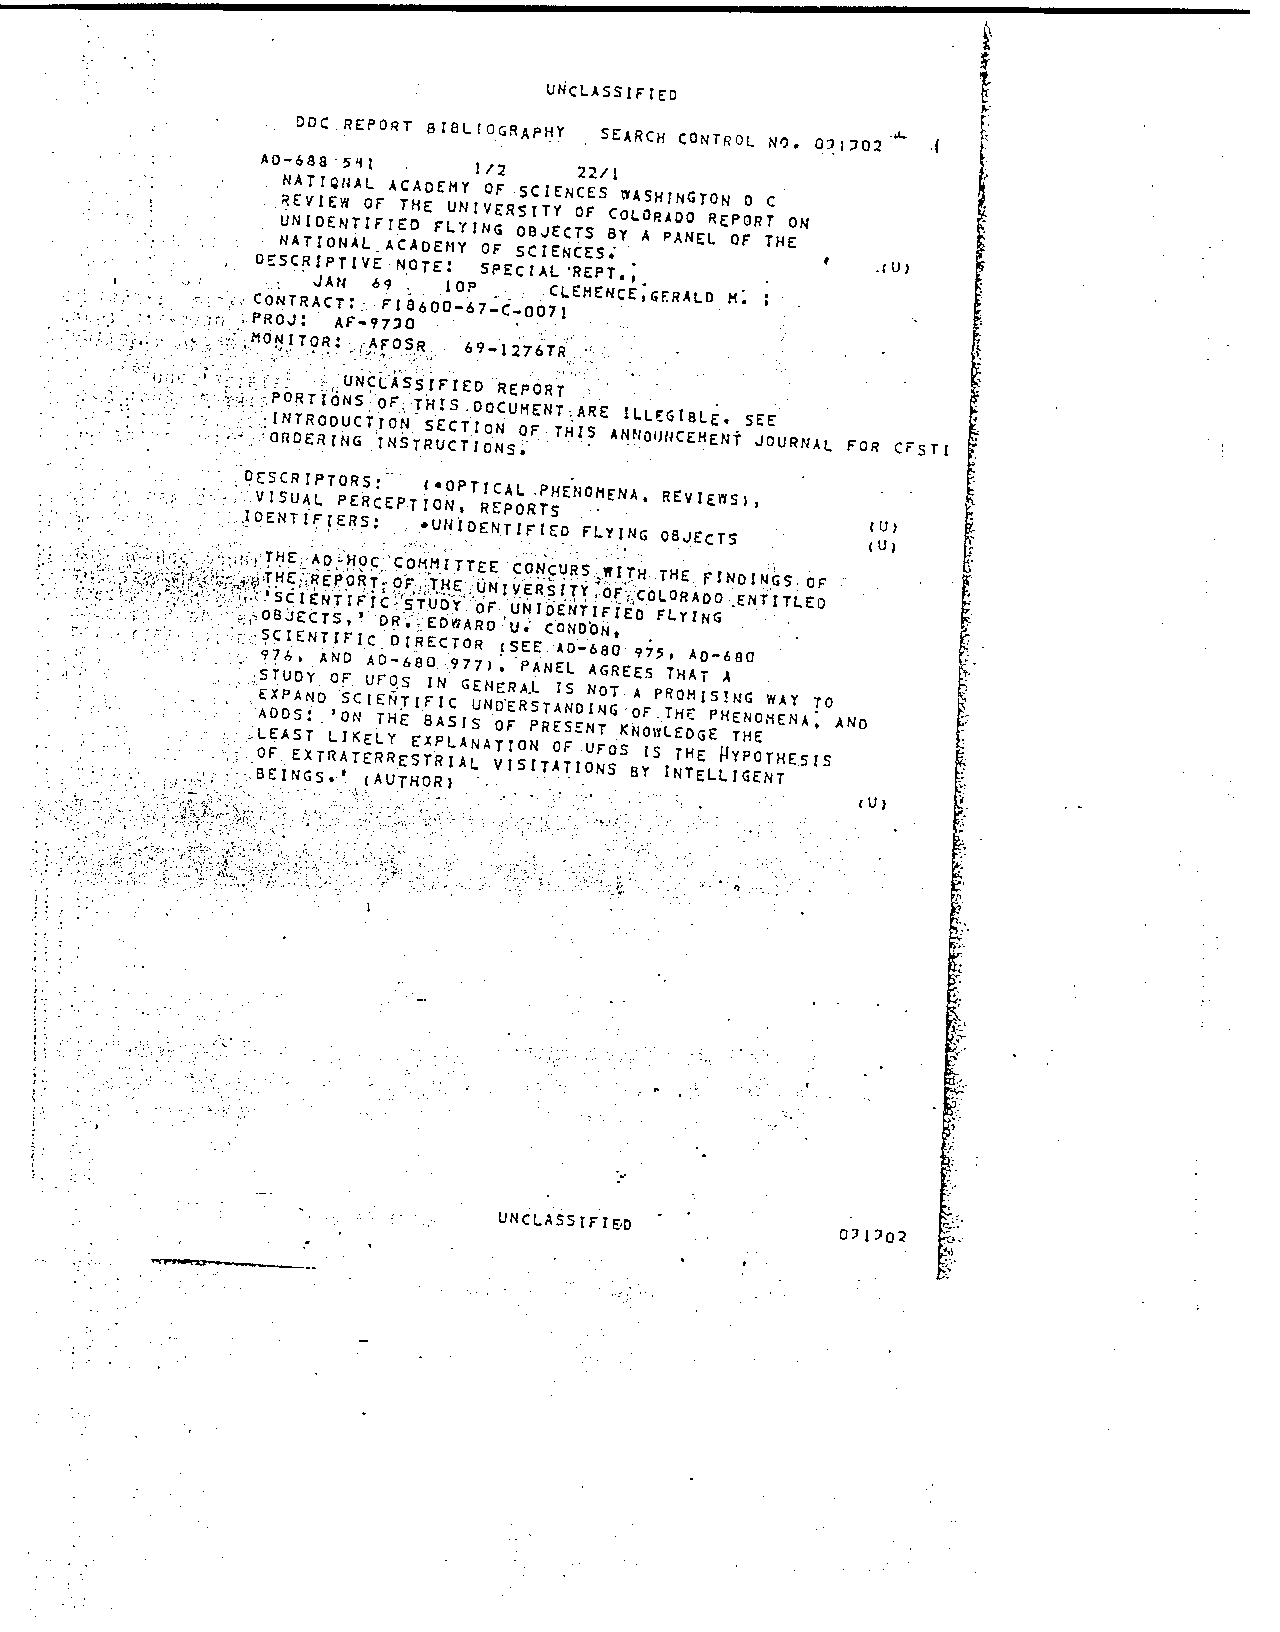 UNCLASSIFIED
DDC REPORT BIBLIOGRAPHY SEARCH CONTROL NO. 031302
AD-688 541 1/2 22/1
NATIONAL ACADEMY OF SCIENCES WASHINGTON D C
REVIEW OF THE UNIVERSITY OF COLORADO REPORT ON
UNIDENTIFIED FLYING OBJECTS BY A PANEL OF THE
NATIONAL ACADEMY OF SCIENCES. (U)
DESCRIPTIVE NOTE: SPECIAL REPT.,
JAN 69 10P CLEMENCE,GERALD M. ;
CONTRACT: F18600-67-C-0071
PROJ: AF-9730
MONITOR: AFOSR 69-1276TR
UNCLASSIFIED REPORT
PORTIONS OF THIS DOCUMENT ARE ILLEGIBLE. SEE
INTRODUCTION SECTION OF THIS ANNOUNCEMENT JOURNAL FOR CFSTI
ORDERING INSTRUCTIONS.
DESCRIPTORS: (*OPTICAL PHENOMENA, REVIEWS),
VISUAL PERCEPTION, REPORTS (U)
IDENTIFIERS: *UNIDENTIFIED FLYING OBJECTS (U)
THE AD-HOC COMMITTEE CONCURS WITH THE FINDINGS OF
THE REPORT OF THE UNIVERSITY OF COLORADO ENTITLED
'SCIENTIFIC STUDY OF UNIDENTIFIED FLYING
OBJECTS,' DR. EDWARD U. CONDON,
SCIENTIFIC DIRECTOR (SEE AD-680 975, AD-680
976, AND AD-680 977). PANEL AGREES THAT A
STUDY OF UFOS IN GENERAL IS NOT A PROMISING WAY TO
EXPAND SCIENTIFIC UNDERSTANDING OF THE PHENOMENA, AND
ADDS: 'ON THE BASIS OF PRESENT KNOWLEDGE THE
LEAST LIKELY EXPLANATION OF UFOS IS THE HYPOTHESIS
OF EXTRATERRESTRIAL VISITATIONS BY INTELLIGENT
BEINGS.' (AUTHOR) (U)
1
UNCLASSIFIED
031302